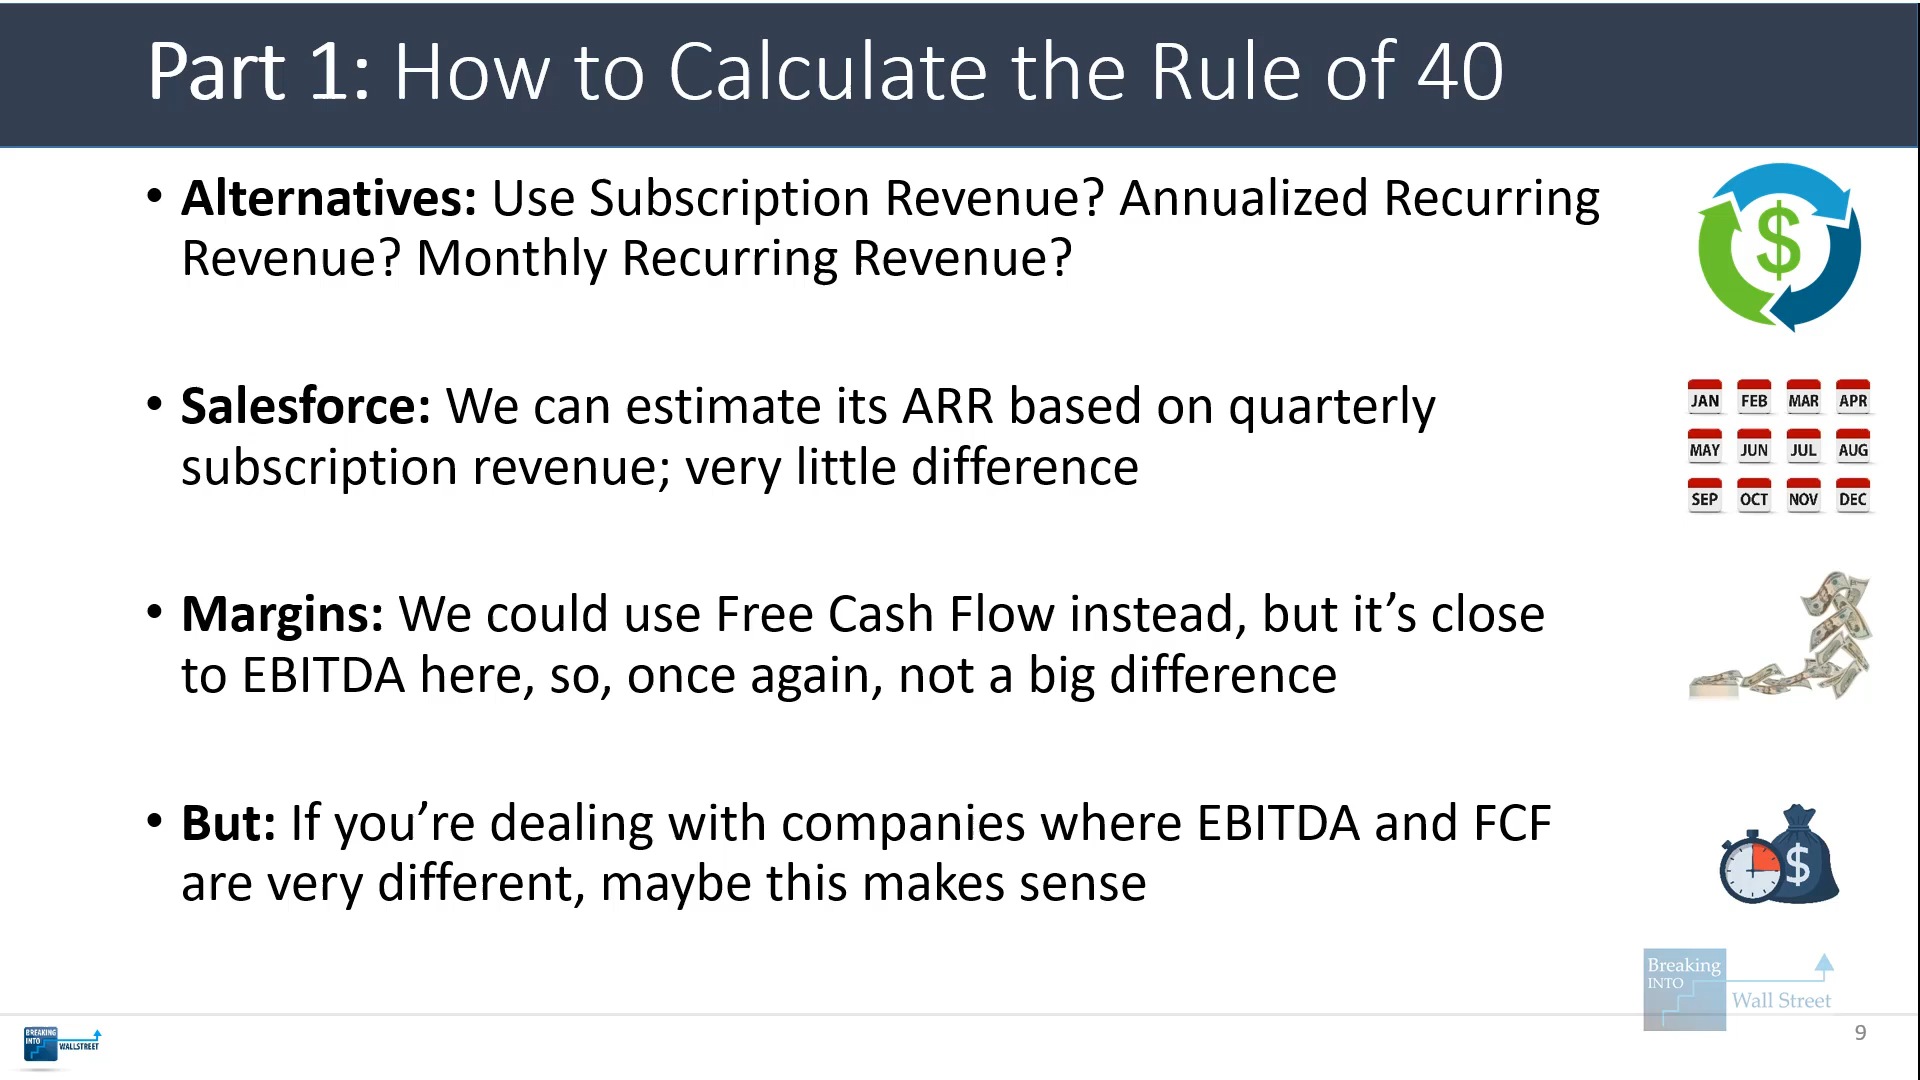 Part 1: How to Calculate the Rule of 40
• Alternatives: Use Subscription Revenue? Annualized Recurring
Revenue? Monthly Recurring Revenue?
• Salesforce: We can estimate its ARR based on quarterly
subscription revenue; very little difference
• Margins: We could use Free Cash Flow instead, but it’s close
to EBITDA here, so, once again, not a big difference
• But: If you’re dealing with companies where EBITDA and FCF
are very different, maybe this makes sense
$
JAN FEB MAR APR
MAY JUN JUL AUG
SEP OCT NOV DEC
$
Breaking
INTO
Wall Street
BREAKING
INTO
WALLSTREET
9